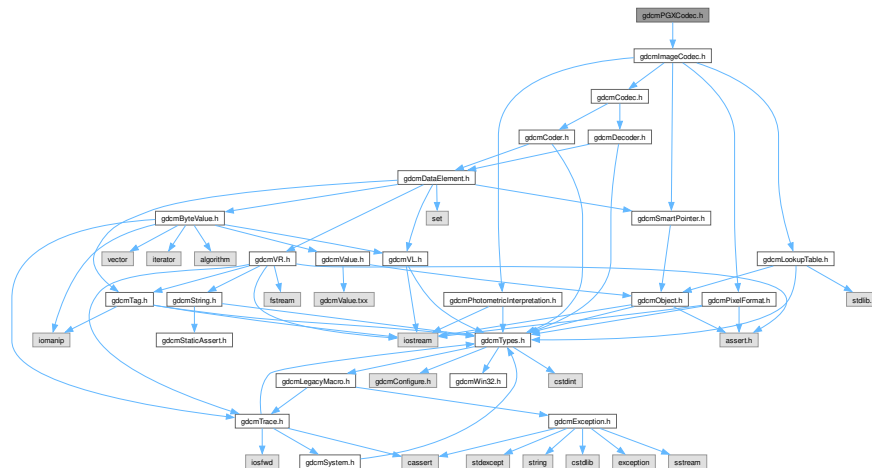 gdcmPGXCodec.h
gdcmImageCodec.h
gdcmCodec.h
gdcmCoder.h
gdcmDecoder.h
gdcmDataElement.h
gdcmByteValue.h
set
gdcmSmartPointer.h
vector
iterator
algorithm
gdcmVR.h
gdcmValue.h
gdcmVL.h
gdcmLookupTable.h
gdcmTag.h
gdcmString.h
fstream
gdcmValue.txx
gdcmPhotometricInterpretation.h
gdcmObject.h
gdcmPixelFormat.h
stdlib.
iomanip
gdcmStaticAssert.h
iostream
gdcmTypes.h
assert.h
gdcmLegacyMacro.h
gdcmConfigure.h
gdcmWin32.h
cstdint
gdcmTrace.h
gdcmException.h
iosfwd
gdcmSystem.h
cassert
stdexcept
string
cstdlib
exception
sstream